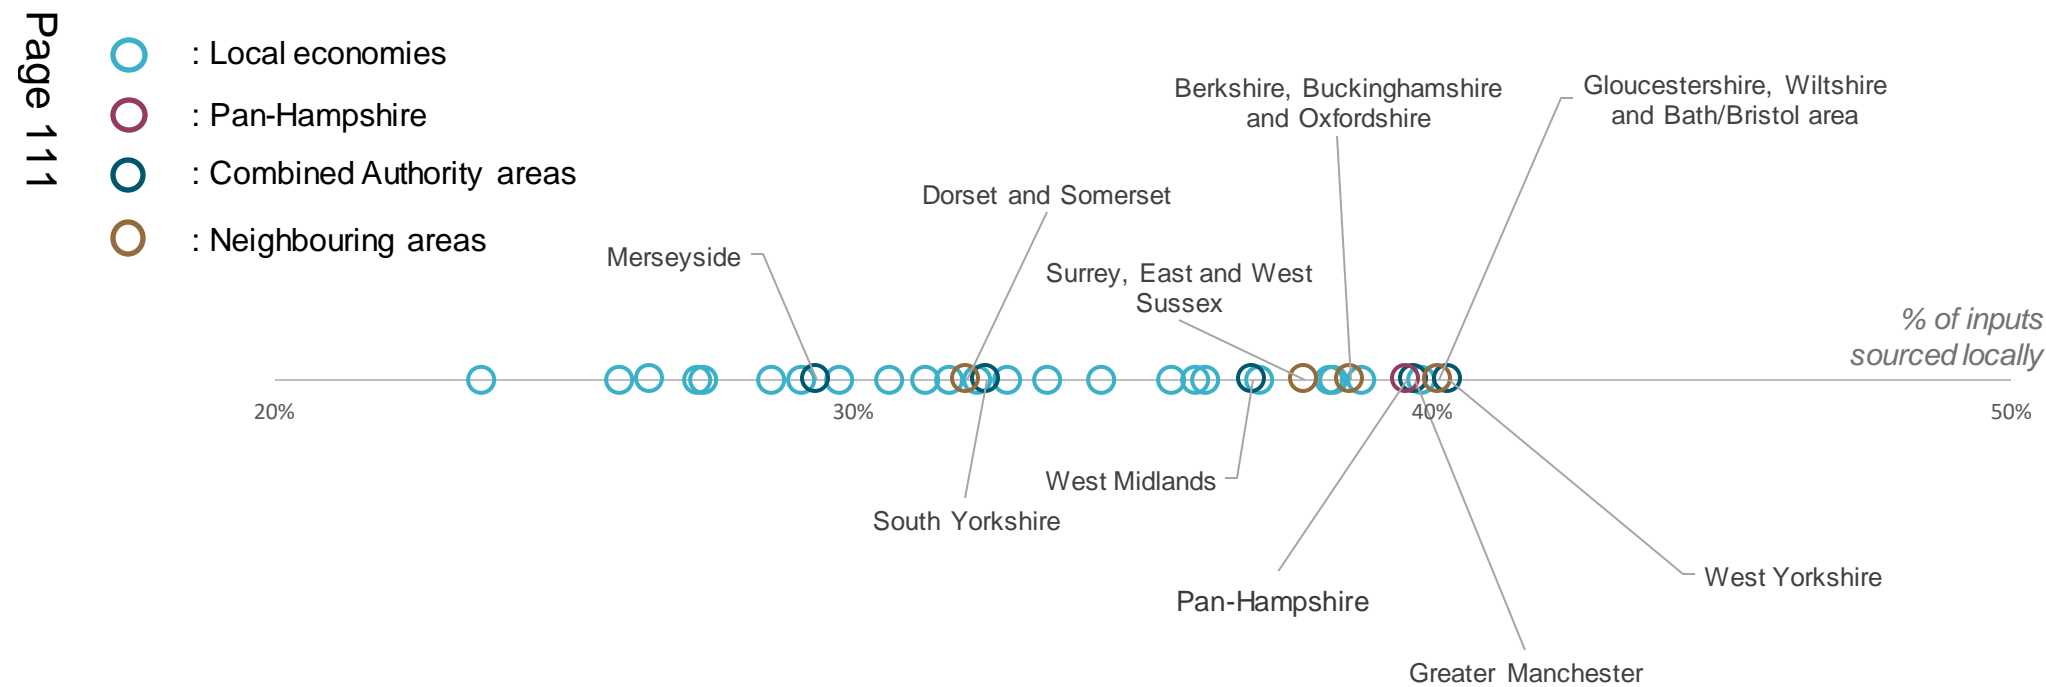 Page 111
: Local economies
: Pan-Hampshire
: Combined Authority areas
: Neighbouring areas
Berkshire, Buckinghamshire
and Oxfordshire
Gloucestershire, Wiltshire
and Bath/Bristol area
Dorset and Somerset
Merseyside
Surrey, East and West
Sussex
% of inputs
sourced locally
20%
30%
40%
50%
West Midlands
South Yorkshire
West Yorkshire
Pan-Hampshire
Greater Manchester